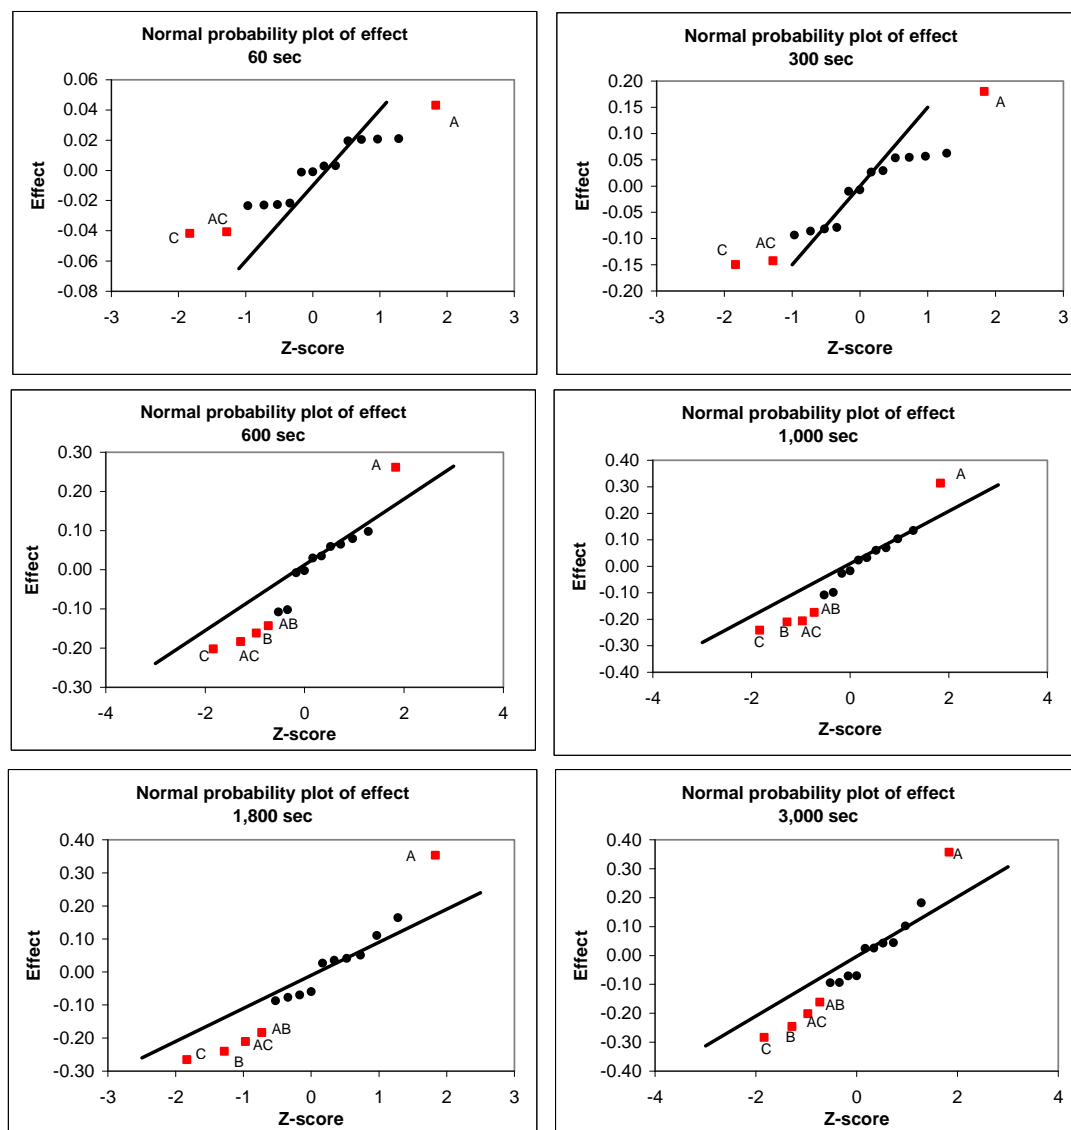 Normal probability plot of effect
60 sec
0.06
0.04
0.02
0.00
-0.02
-0.04
-0.06
-0.08
Effect
A
AC
C
-3
-2
-1
0
1
2
3
Z-score
Normal probability plot of effect
300 sec
0.20
0.15
0.10
0.05
0.00
-0.05
-0.10
-0.15
-0.20
Effect
A
AC
C
-3
-2
-1
0
1
2
3
Z-score
Normal probability plot of effect
600 sec
0.30
0.20
0.10
0.00
-0.10
-0.20
-0.30
Effect
A
AB
B
AC
C
-4
-2
0
2
4
Z-score
Normal probability plot of effect
1,000 sec
0.40
0.30
0.20
0.10
0.00
-0.10
-0.20
-0.30
-0.40
Effect
A
AB
AC
B
C
-4
-2
0
2
4
Z-score
Normal probability plot of effect
1,800 sec
0.40
0.30
0.20
0.10
0.00
-0.10
-0.20
-0.30
Effect
A
AB
AC
B
C
-3
-2
-1
0
1
2
3
Z-score
Normal probability plot of effect
3,000 sec
0.40
0.30
0.20
0.10
0.00
-0.10
-0.20
-0.30
-0.40
Effect
A
AB
AC
B
C
-4
-2
0
2
4
Z-score